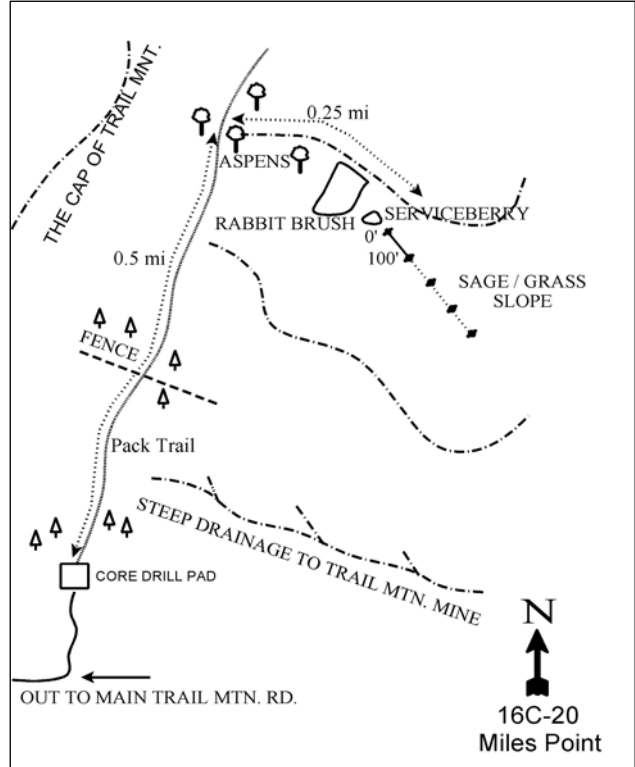 THE CAP OF TRAIL MNT.
0.25 mi
ASPENS
RABBIT BRUSH
SERVICEBERRY
0'
100'
SAGE / GRASS
SLOPE
0.5 mi
FENCE
Pack Trail
STEEP DRAINAGE TO TRAIL MTN. MINE
CORE DRILL PAD
OUT TO MAIN TRAIL MTN. RD.
N
16C-20
Miles Point